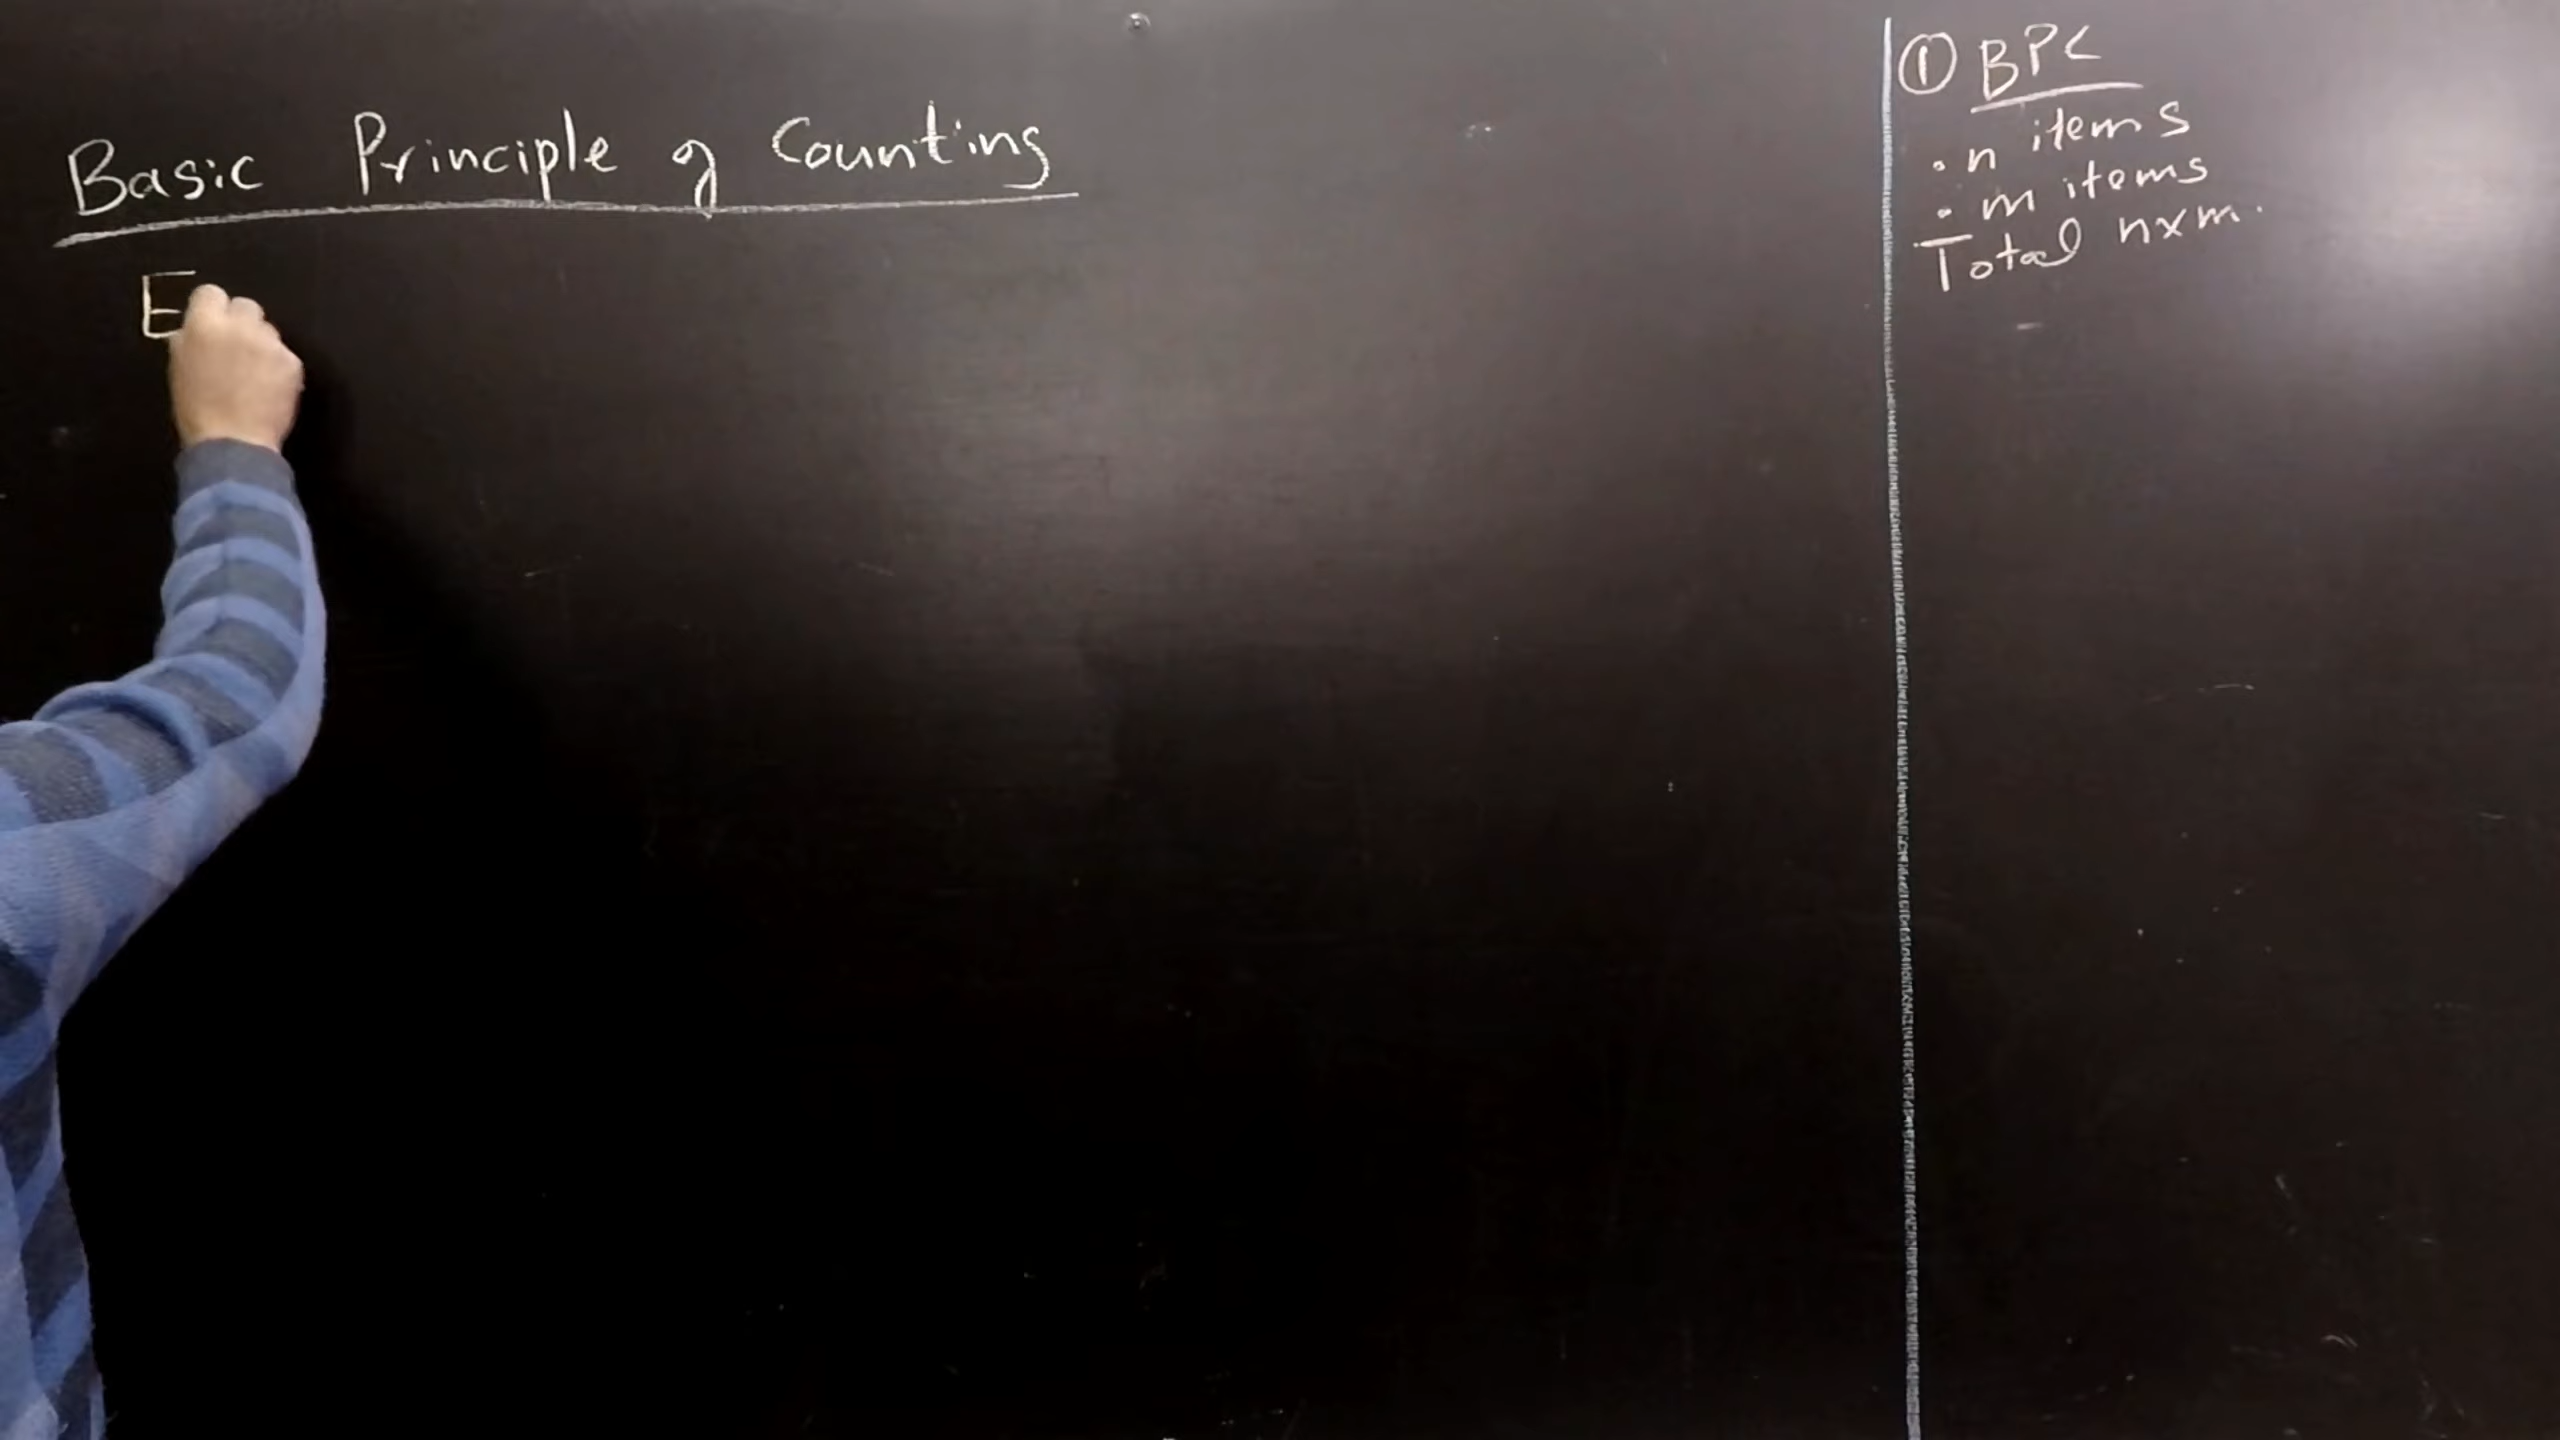 Basic Principle of Counting
E
① BPC
• n items
• m items
Total n×m.